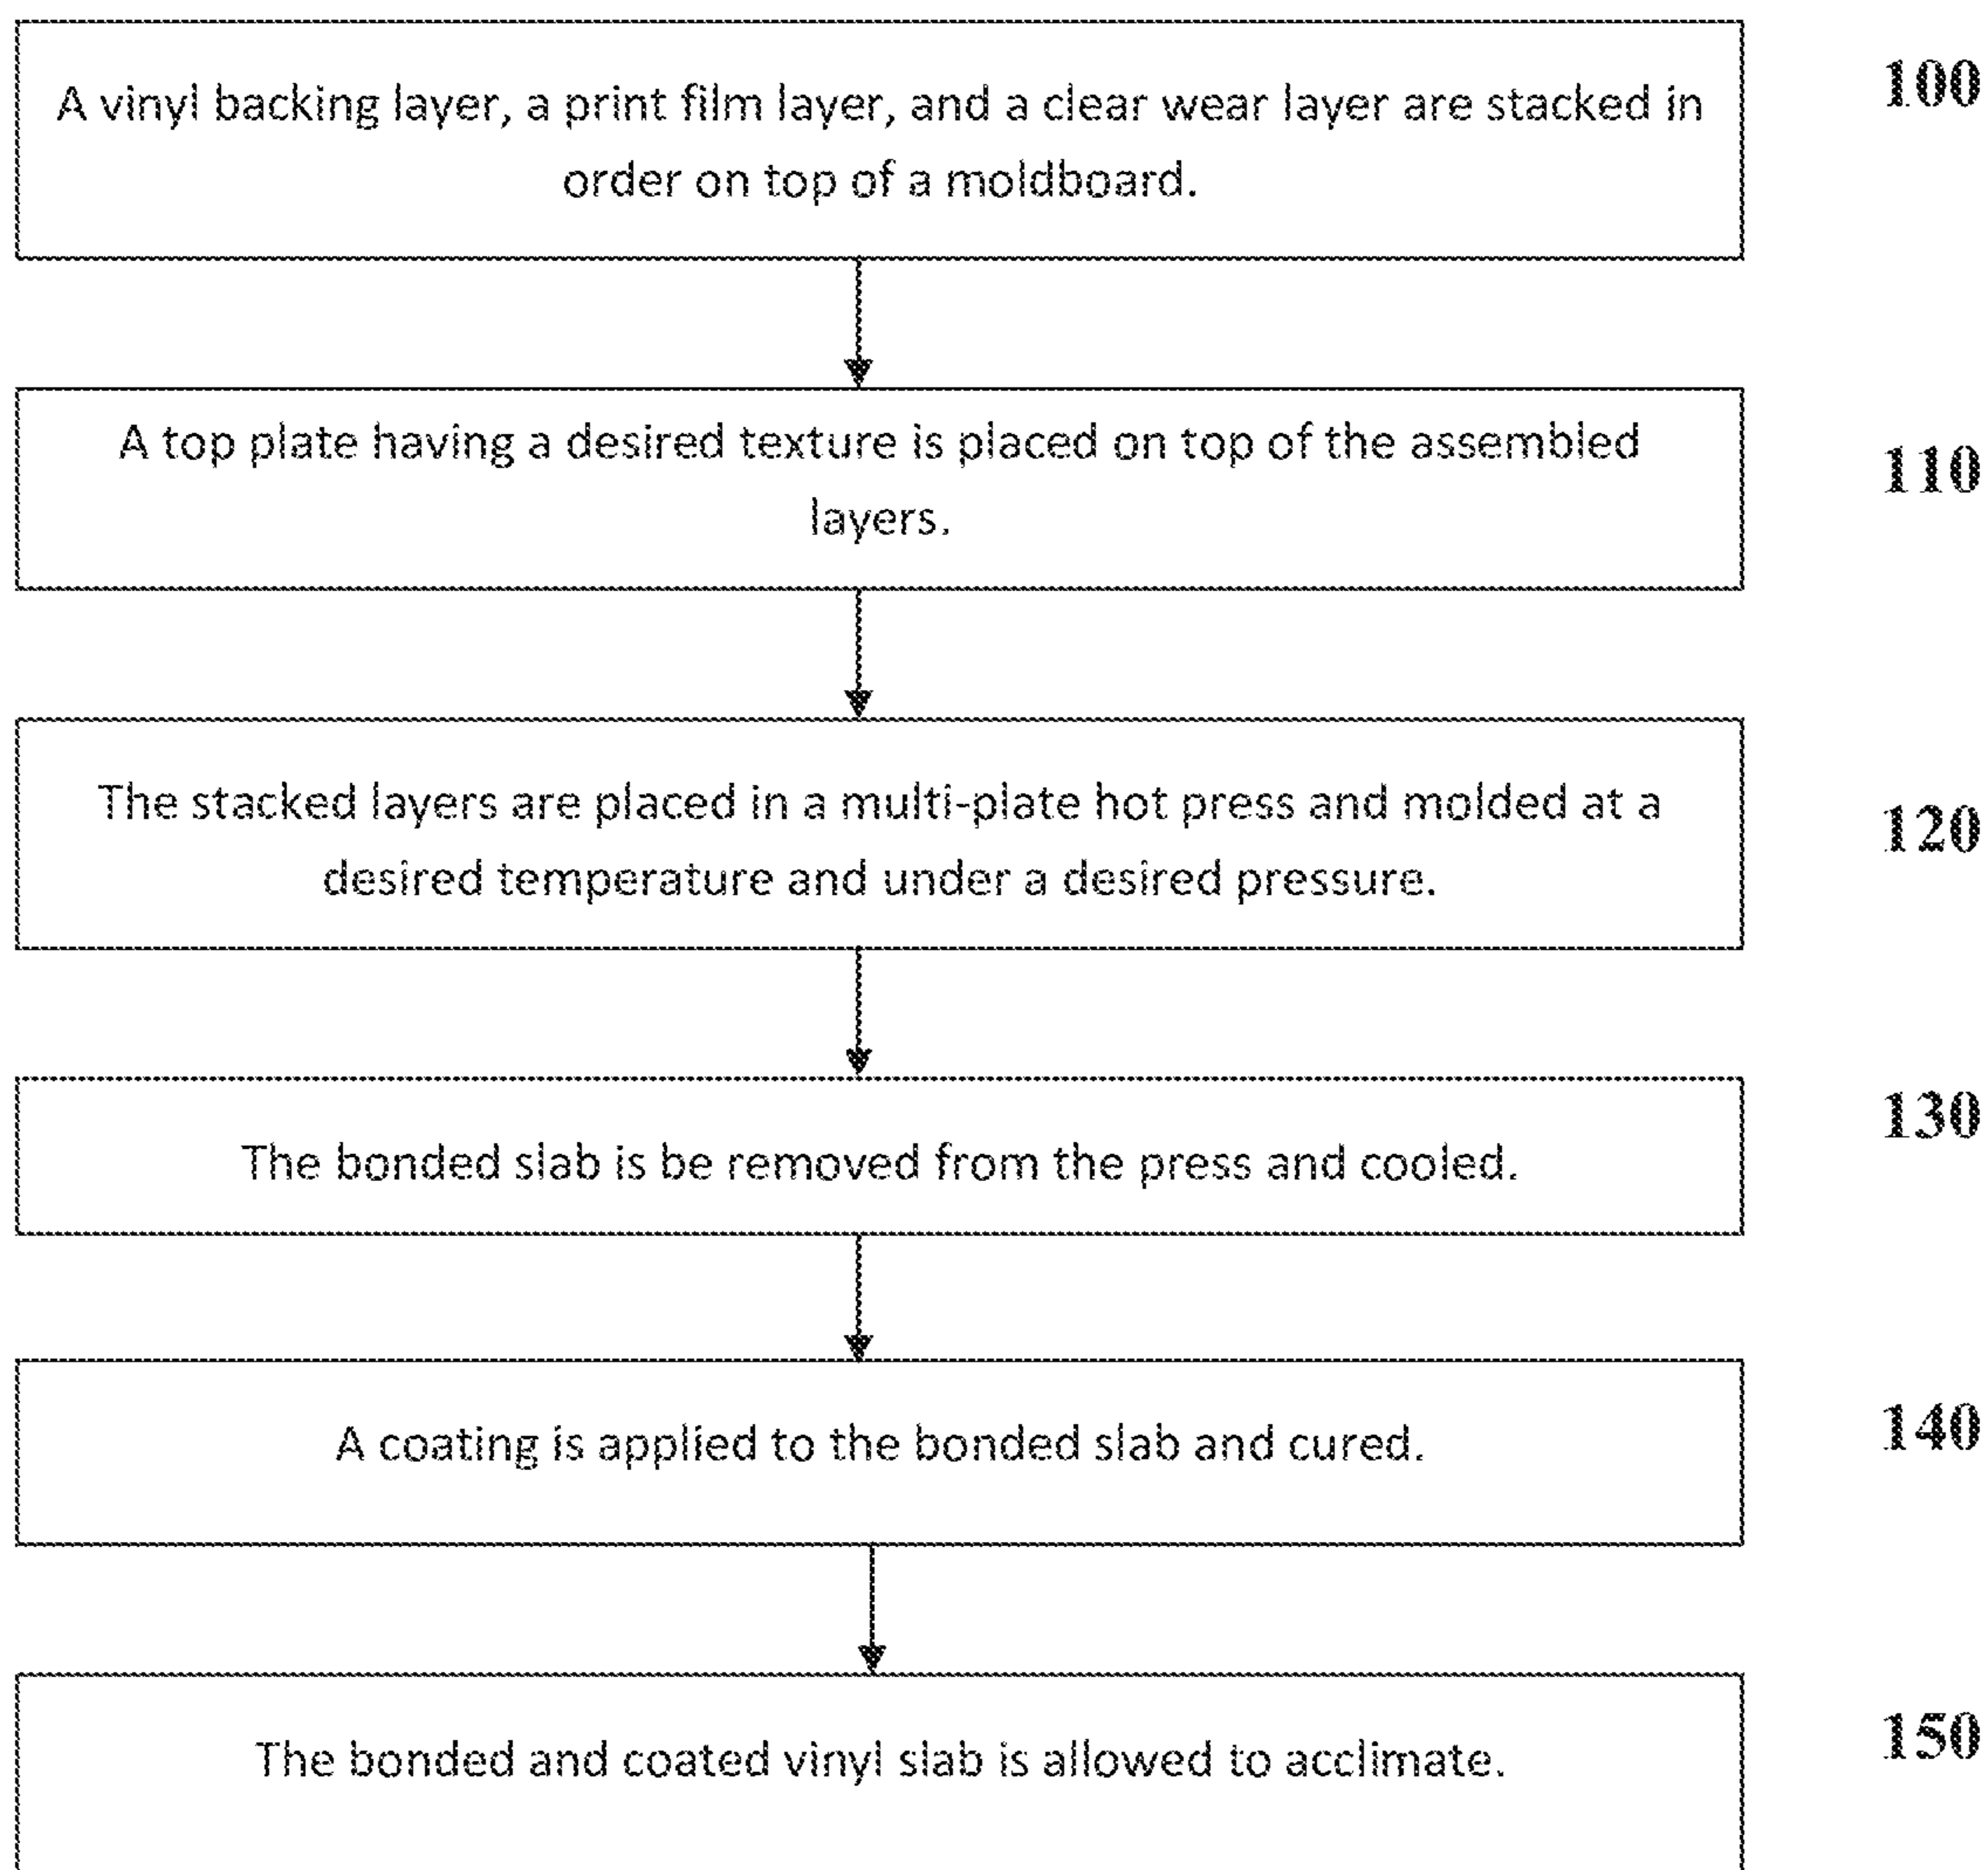 A vinyl backing layer, a print film layer, and a clear wear layer are stacked in
order on top of a moldboard.
100
A top plate having a desired texture is placed on top of the assembled
layers.
110
The stacked layers are placed in a multi-plate hot press and molded at a
desired temperature and under a desired pressure.
120
The bonded slab is be removed from the press and cooled.
130
A coating is applied to the bonded slab and cured.
140
The bonded and coated vinyl slab is allowed to acclimate.
150